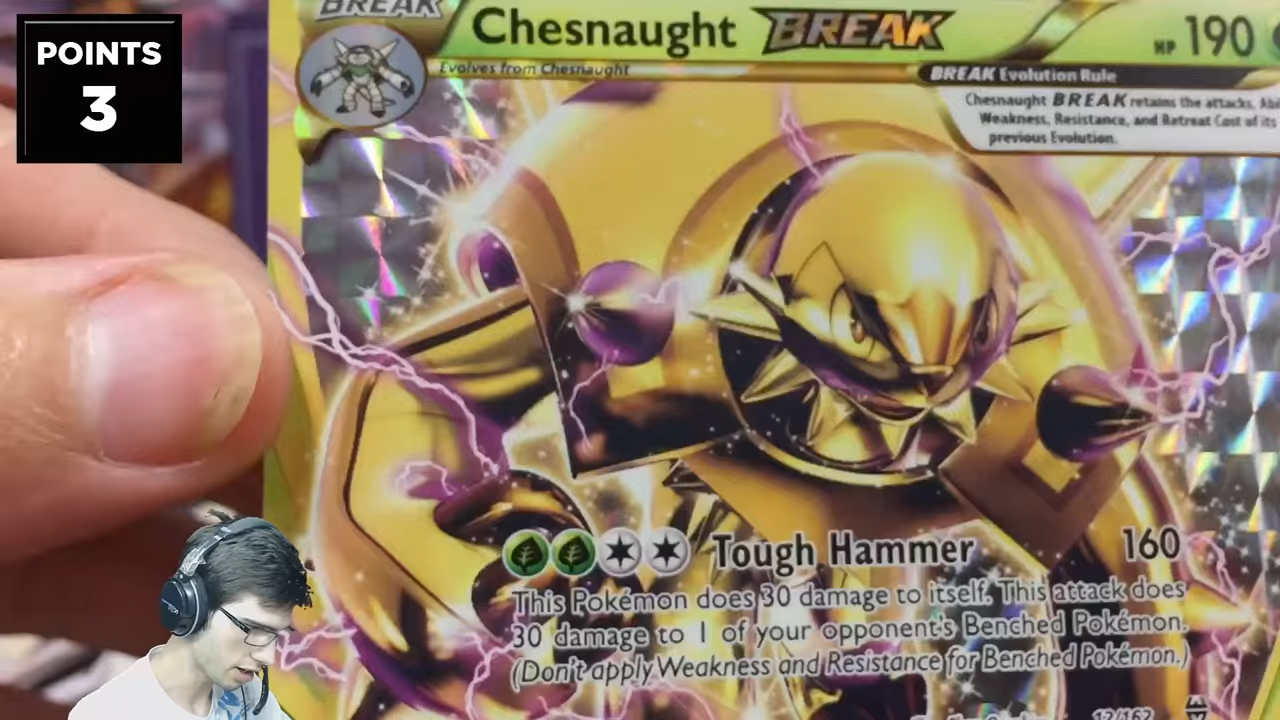 POINTS
3
BREAK
Chesnaught BREAK
HP 190
Evolves from Chesnaught
BREAK Evolution Rule
Chesnaught BREAK retains the attacks,
Weakness, Resistance, and Retreat Cost of its
previous Evolution.
Tough Hammer 160
This Pokémon does 30 damage to itself. This attack does
30 damage to 1 of your opponent's Benched Pokémon.
(Don't apply Weakness and Resistance for Benched Pokémon.)
12/162